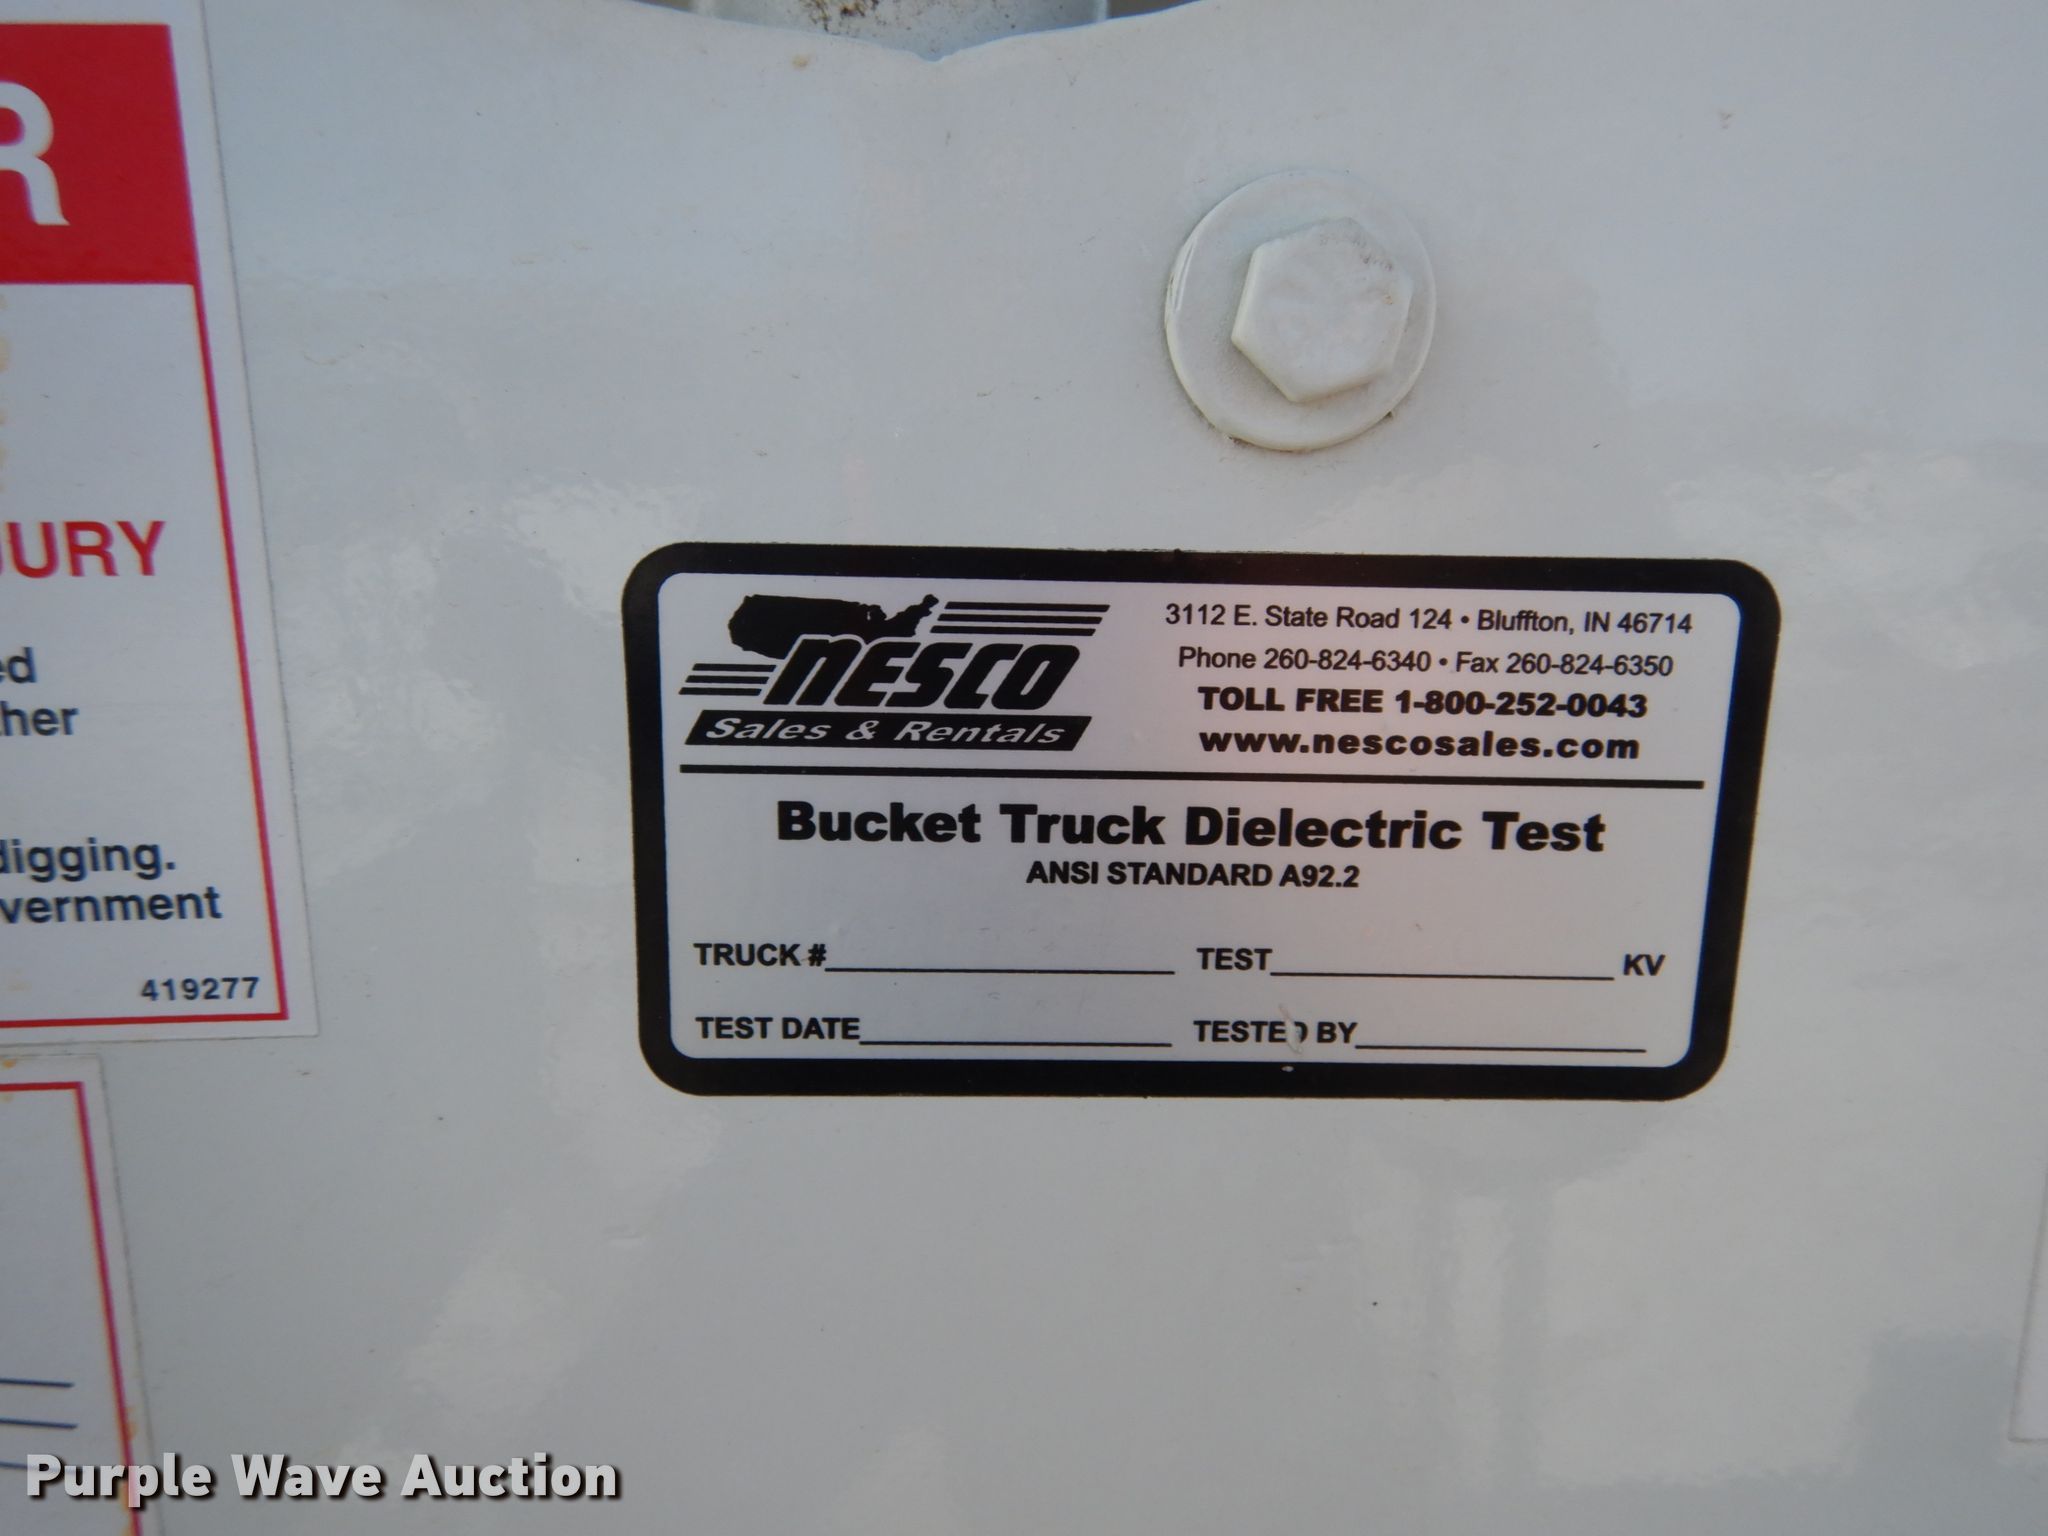 R
JURY
ed
her
digging.
vernment
419277
NESCO
Sales & Rentals
3112 E. State Road 124 • Bluffton, IN 46714
Phone 260-824-6340 • Fax 260-824-6350
TOLL FREE 1-800-252-0043
www.nescosales.com
Bucket Truck Dielectric Test
ANSI STANDARD A92.2
TRUCK # TEST KV
TEST DATE TESTED BY
Purple Wave Auction